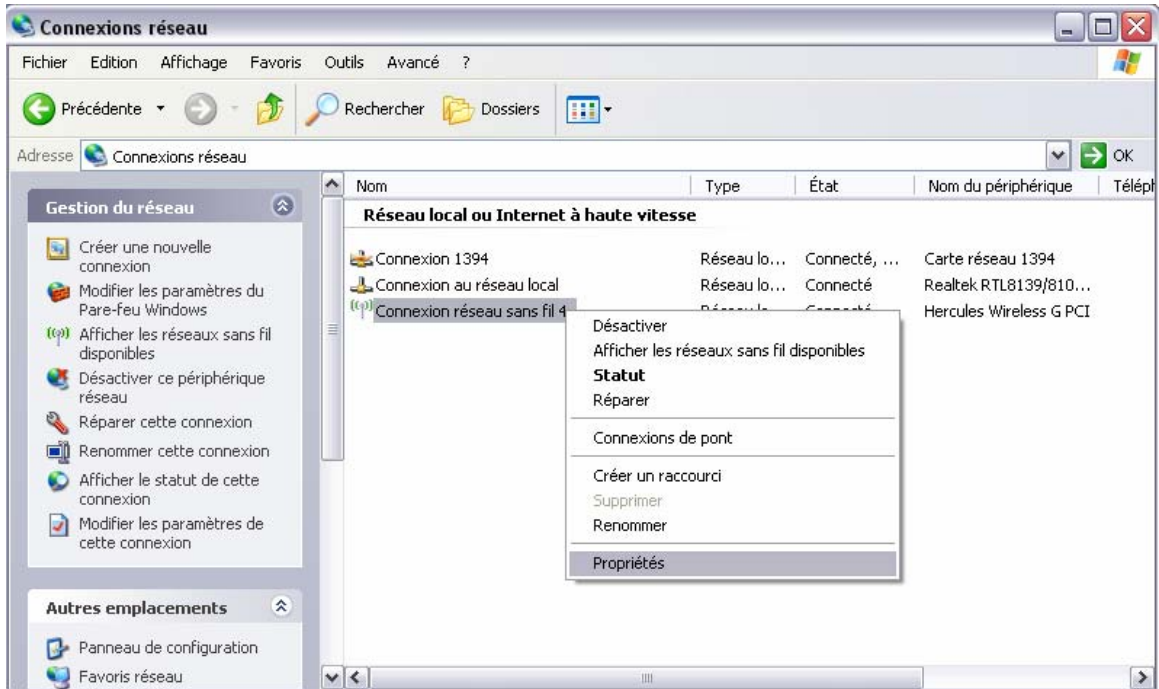 Connexions réseau
Fichier Edition Affichage Favoris Outils Avancé ?
Précédente Rechercher Dossiers
Adresse Connexions réseau OK
Gestion du réseau
Créer une nouvelle
connexion
Modifier les paramètres du
Pare-feu Windows
Afficher les réseaux sans fil
disponibles
Désactiver ce périphérique
réseau
Réparer cette connexion
Renommer cette connexion
Afficher le statut de cette
connexion
Modifier les paramètres de
cette connexion
Autres emplacements
Panneau de configuration
Favoris réseau
Nom Type État Nom du périphérique Téléph
Réseau local ou Internet à haute vitesse
Connexion 1394 Réseau lo... Connecté, ... Carte réseau 1394
Connexion au réseau local Réseau lo... Connecté Realtek RTL8139/810...
Connexion réseau sans fil 4 Hercules Wireless G PCI
Désactiver
Afficher les réseaux sans fil disponibles
Statut
Réparer
Connexions de pont
Créer un raccourci
Supprimer
Renommer
Propriétés